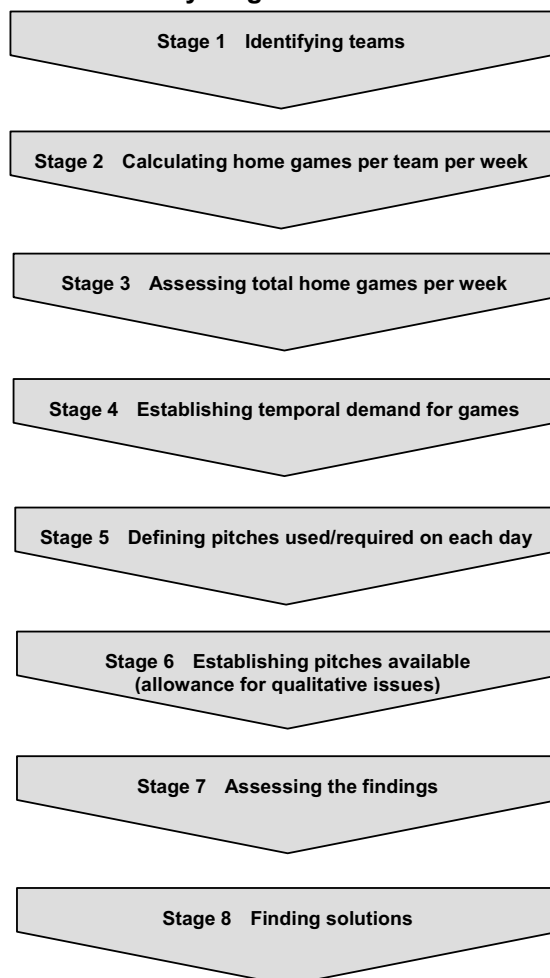 Stage 1 Identifying teams
Stage 2 Calculating home games per team per week
Stage 3 Assessing total home games per week
Stage 4 Establishing temporal demand for games
Stage 5 Defining pitches used/required on each day
Stage 6 Establishing pitches available
(allowance for qualitative issues)
Stage 7 Assessing the findings
Stage 8 Finding solutions